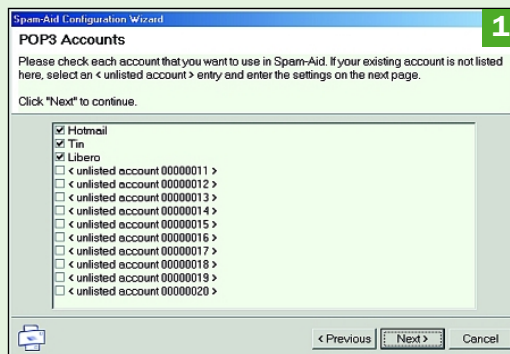 Spam-Aid Configuration Wizard
1
POP3 Accounts
Please check each account that you want to use in Spam-Aid. If your existing account is not listed
here, select an < unlisted account > entry and enter the settings on the next page.
Click "Next" to continue.
Hotmail
Tin
Libero
< unlisted account 00000011 >
< unlisted account 00000012 >
< unlisted account 00000013 >
< unlisted account 00000014 >
< unlisted account 00000015 >
< unlisted account 00000016 >
< unlisted account 00000017 >
< unlisted account 00000018 >
< unlisted account 00000019 >
< unlisted account 00000020 >
< Previous Next > Cancel